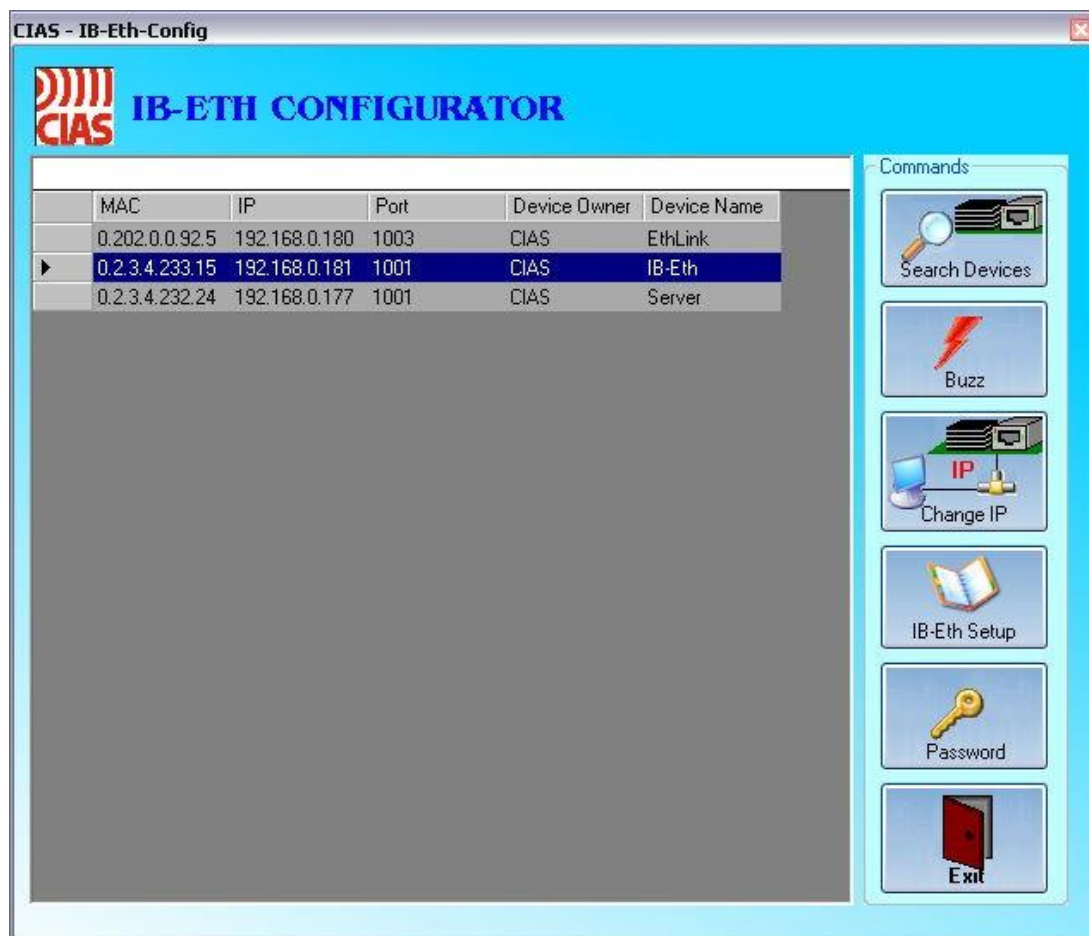 CIAS - IB-Eth-Config
CIAS
IB-ETH CONFIGURATOR
MAC IP Port Device Owner Device Name
0.202.0.0.92.5 192.168.0.180 1003 CIAS EthLink
0.2.3.4.233.15 192.168.0.181 1001 CIAS IB-Eth
0.2.3.4.232.24 192.168.0.177 1001 CIAS Server
Commands
Search Devices
Buzz
IP
Change IP
IB-Eth Setup
Password
Exit